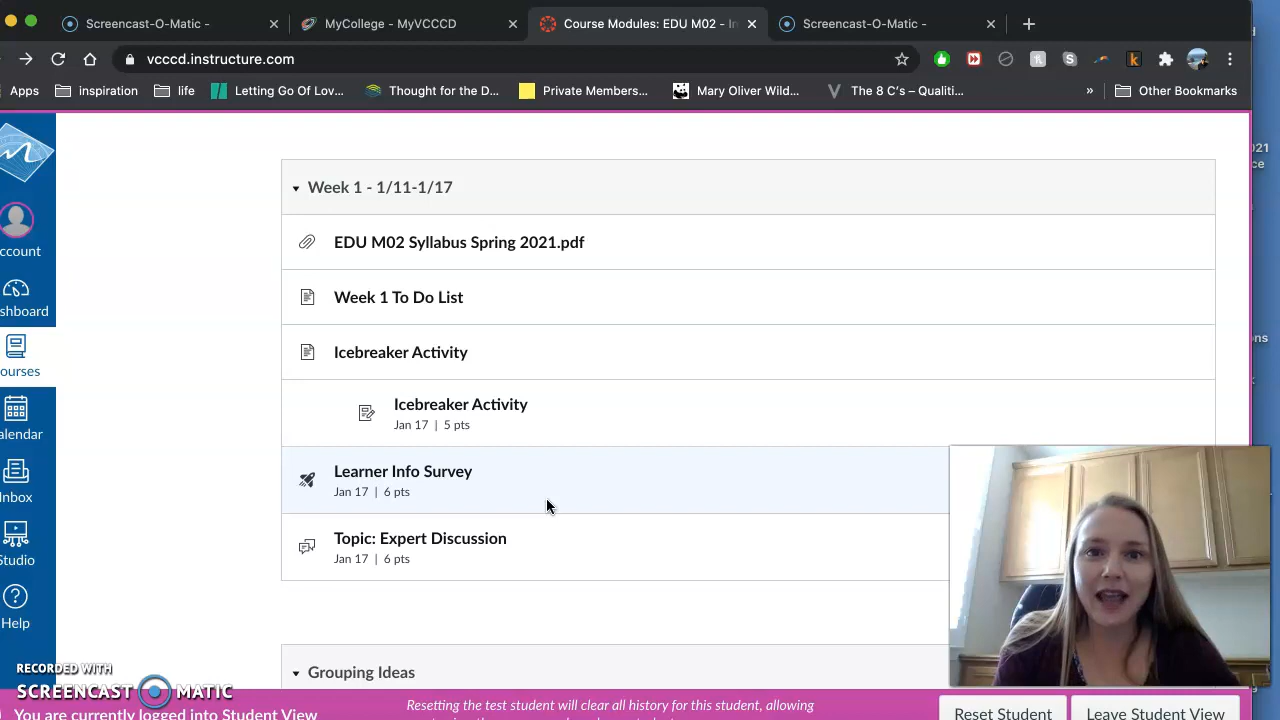 Screencast-O-Matic -
MyCollege - MyVCCCD
Course Modules: EDU M02 - In
Screencast-O-Matic -
vcccd.instructure.com
Apps
inspiration
life
Letting Go Of Lov...
Thought for the D...
Private Members...
Mary Oliver Wild...
The 8 C's – Qualiti...
»
Other Bookmarks
ccount
shboard
ourses
alendar
Inbox
Studio
Help
Week 1 - 1/11-1/17
EDU M02 Syllabus Spring 2021.pdf
Week 1 To Do List
Icebreaker Activity
Icebreaker Activity
Jan 17 | 5 pts
Learner Info Survey
Jan 17 | 6 pts
Topic: Expert Discussion
Jan 17 | 6 pts
Grouping Ideas
RECORDED WITH
SCREENCAST MATIC
You are currently logged into Student View
Resetting the test student will clear all history for this student, allowing
Reset Student
Leave Student View
021
ce
ns